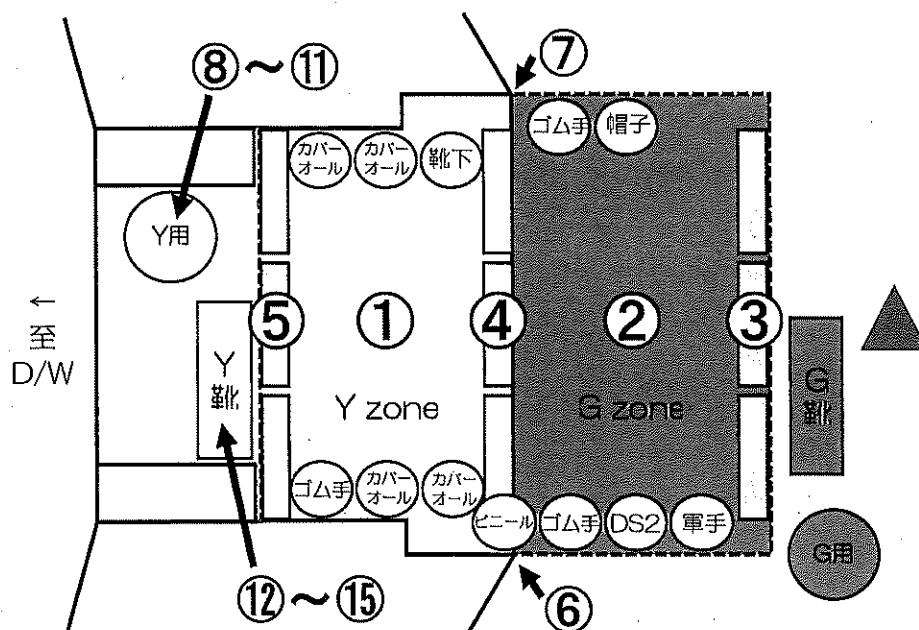 ⑧～⑪
⑦
ゴム手
帽子
カバー
オール
カバー
オール
靴下
Y用
←
至
D/W
⑤
①
④
②
③
Y
靴
Y zone
G zone
G
靴
ゴム手
カバー
オール
カバー
オール
ビニール
ゴム手
DS2
軍手
G用
⑫～⑮
⑥